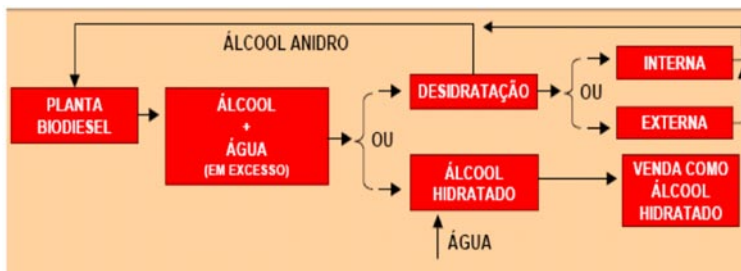 ÁLCOOL ANIDRO
PLANTA
BIODIESEL
ÁLCOOL
+
ÁGUA
(EM EXCESSO)
OU
DESIDRATAÇÃO
OU
INTERNA
EXTERNA
ÁLCOOL
HIDRATADO
VENDA COMO
ÁLCOOL
HIDRATADO
ÁGUA